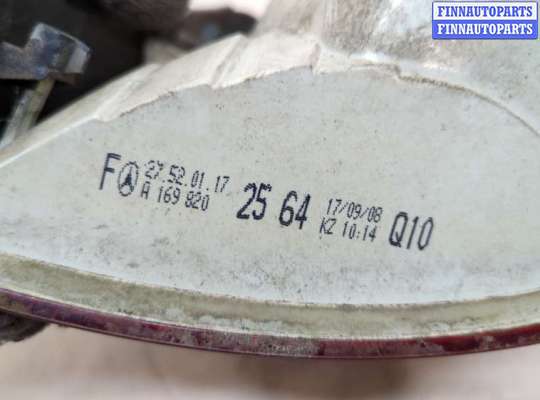 FINNAUTOPARTS
FINNAUTOPARTS
F 27.52.01.17
A 169 820 25 64 17/09/08 Q10
KZ 10:14